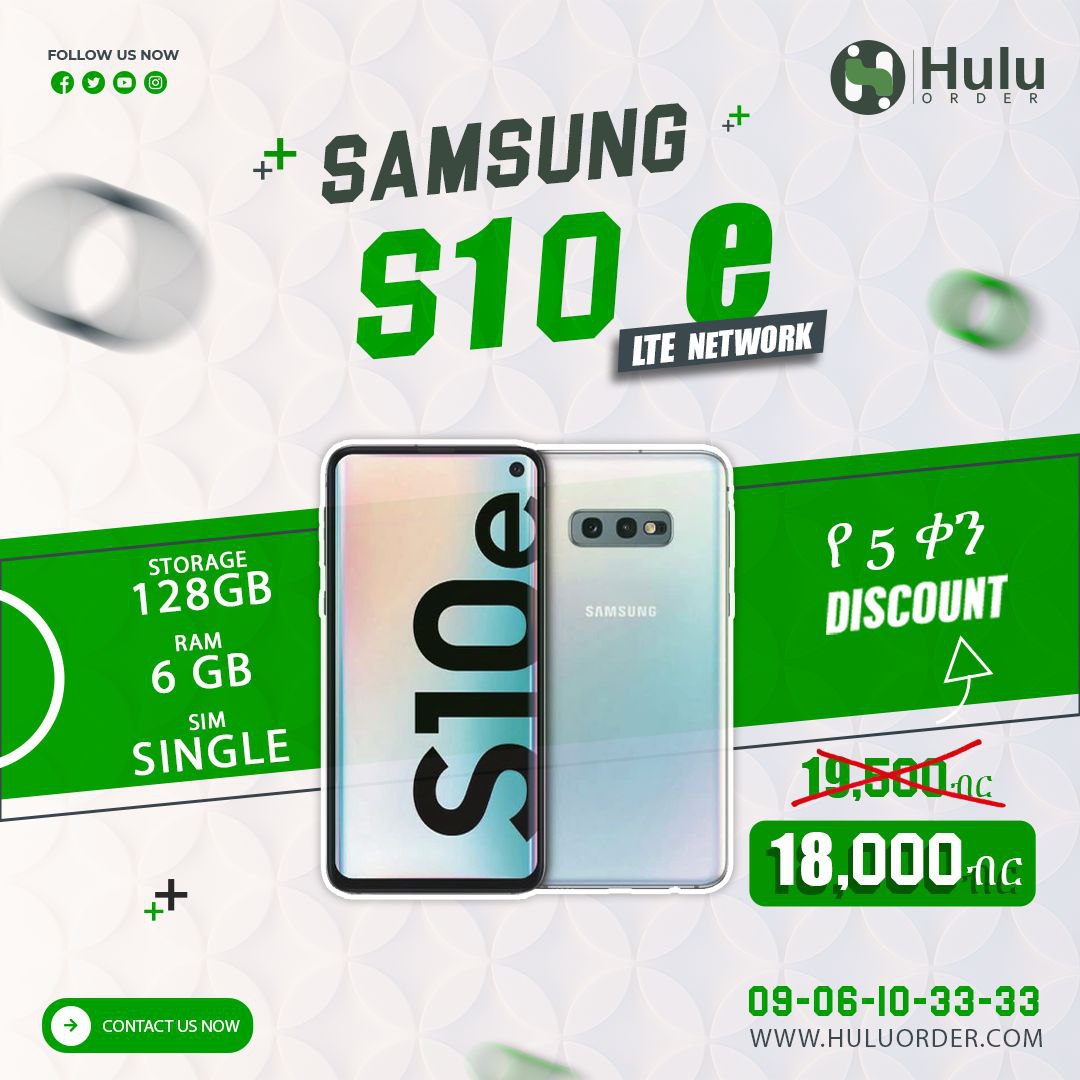 FOLLOW US NOW
Hulu
ORDER
SAMSUNG
S10 e
LTE NETWORK
STORAGE
128GB
RAM
6 GB
SIM
SINGLE
S10e
SAMSUNG
የ 5 ቀን
DISCOUNT
19,500 ብር
18,000 ብር
CONTACT US NOW
09-06-10-33-33
WWW.HULUORDER.COM